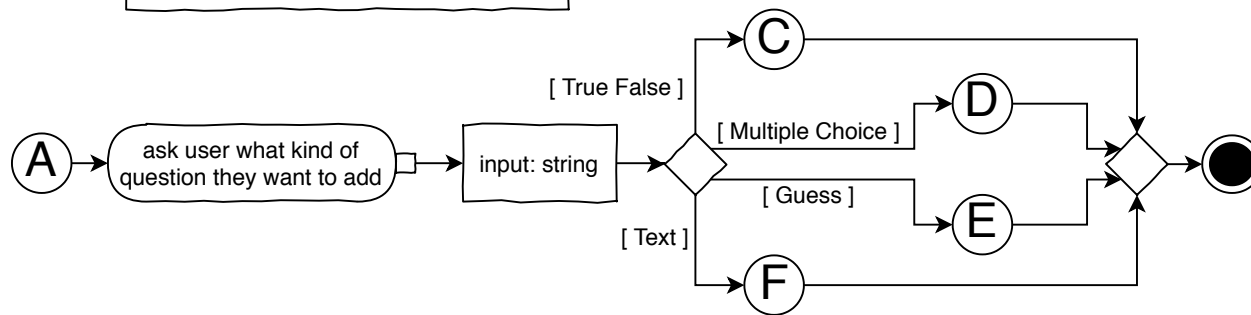 C
[ True False ]
D
[ Multiple Choice ]
A
ask user what kind of
question they want to add
input: string
[ Guess ]
E
[ Text ]
F